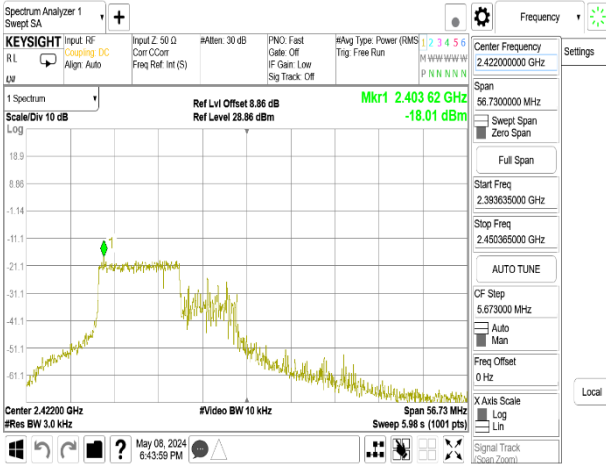 Spectrum Analyzer 1
Swept SA
Frequency
KEYSIGHT
Input: RF
Input Z: 50 Ω
#Atten: 30 dB
PNO: Fast
#Avg Type: Power (RMS
1 2 3 4 5 6
RL
Coupling: DC
Corr CCorr
Gate: Off
Trig: Free Run
M W W W W W
Align: Auto
Freq Ref: Int (S)
IF Gain: Low
P N N N N N
Sig Track: Off
1 Spectrum
Scale/Div 10 dB
Ref Lvl Offset 8.86 dB
Ref Level 28.86 dBm
Mkr1 2.403 62 GHz
-18.01 dBm
Log
18.9
8.86
-1.14
-11.1
-21.1
-31.1
-41.1
-51.1
-61.1
1
Center 2.42200 GHz
#Video BW 10 kHz
Span 56.73 MHz
#Res BW 3.0 kHz
Sweep 5.98 s (1001 pts)
May 08, 2024
6:43:59 PM
Center Frequency
2.422000000 GHz
Settings
Span
56.7300000 MHz
Swept Span
Zero Span
Full Span
Start Freq
2.393635000 GHz
Stop Freq
2.450365000 GHz
AUTO TUNE
CF Step
5.673000 MHz
Auto
Man
Freq Offset
0 Hz
Local
X Axis Scale
Log
Lin
Signal Track
(Span Zoom)